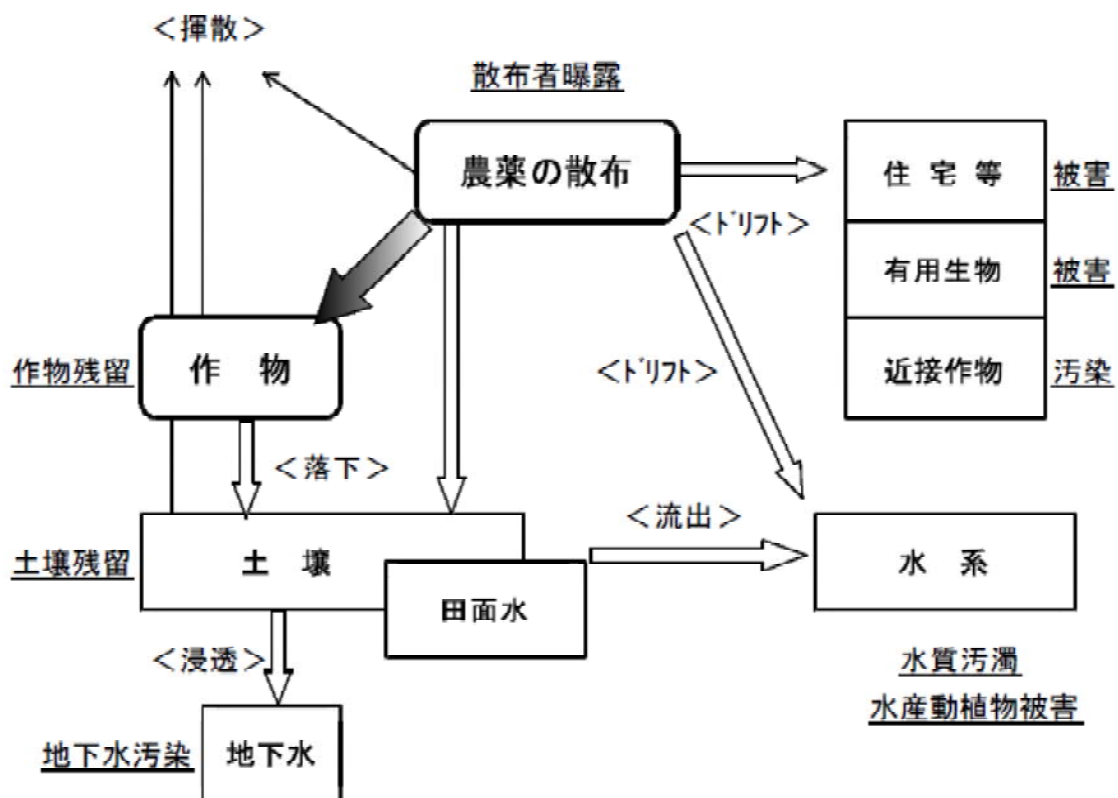 ＜揮散＞
散布者曝露
農薬の散布
住 宅 等
被害
＜ﾄﾞﾘﾌﾄ＞
有用生物
被害
作物残留
作 物
＜ﾄﾞﾘﾌﾄ＞
近接作物
汚染
＜落下＞
＜流出＞
土壌残留
土 壌
水 系
田面水
＜浸透＞
水質汚濁
水産動植物被害
地下水汚染
地下水